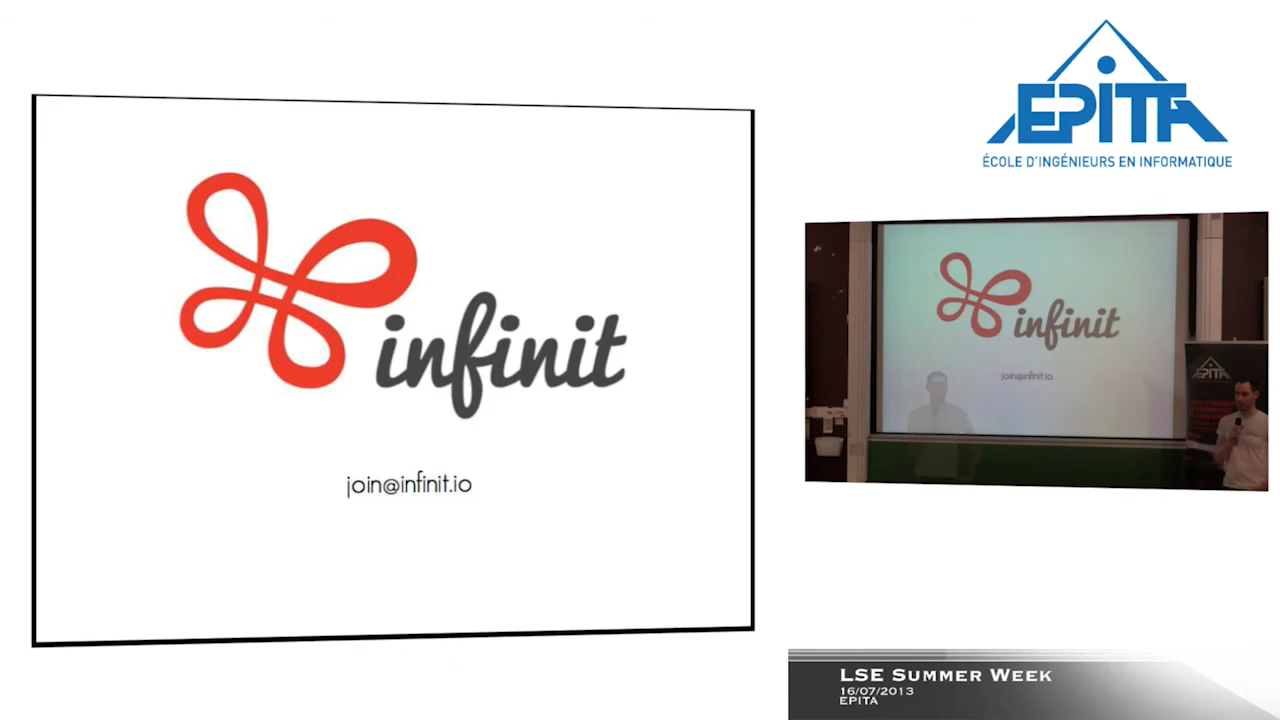 infinit
join@infinit.io
EPITA
ÉCOLE D'INGÉNIEURS EN INFORMATIQUE
infinit
join@infinit.io
EPITA
LSE SUMMER WEEK
16/07/2013
EPITA